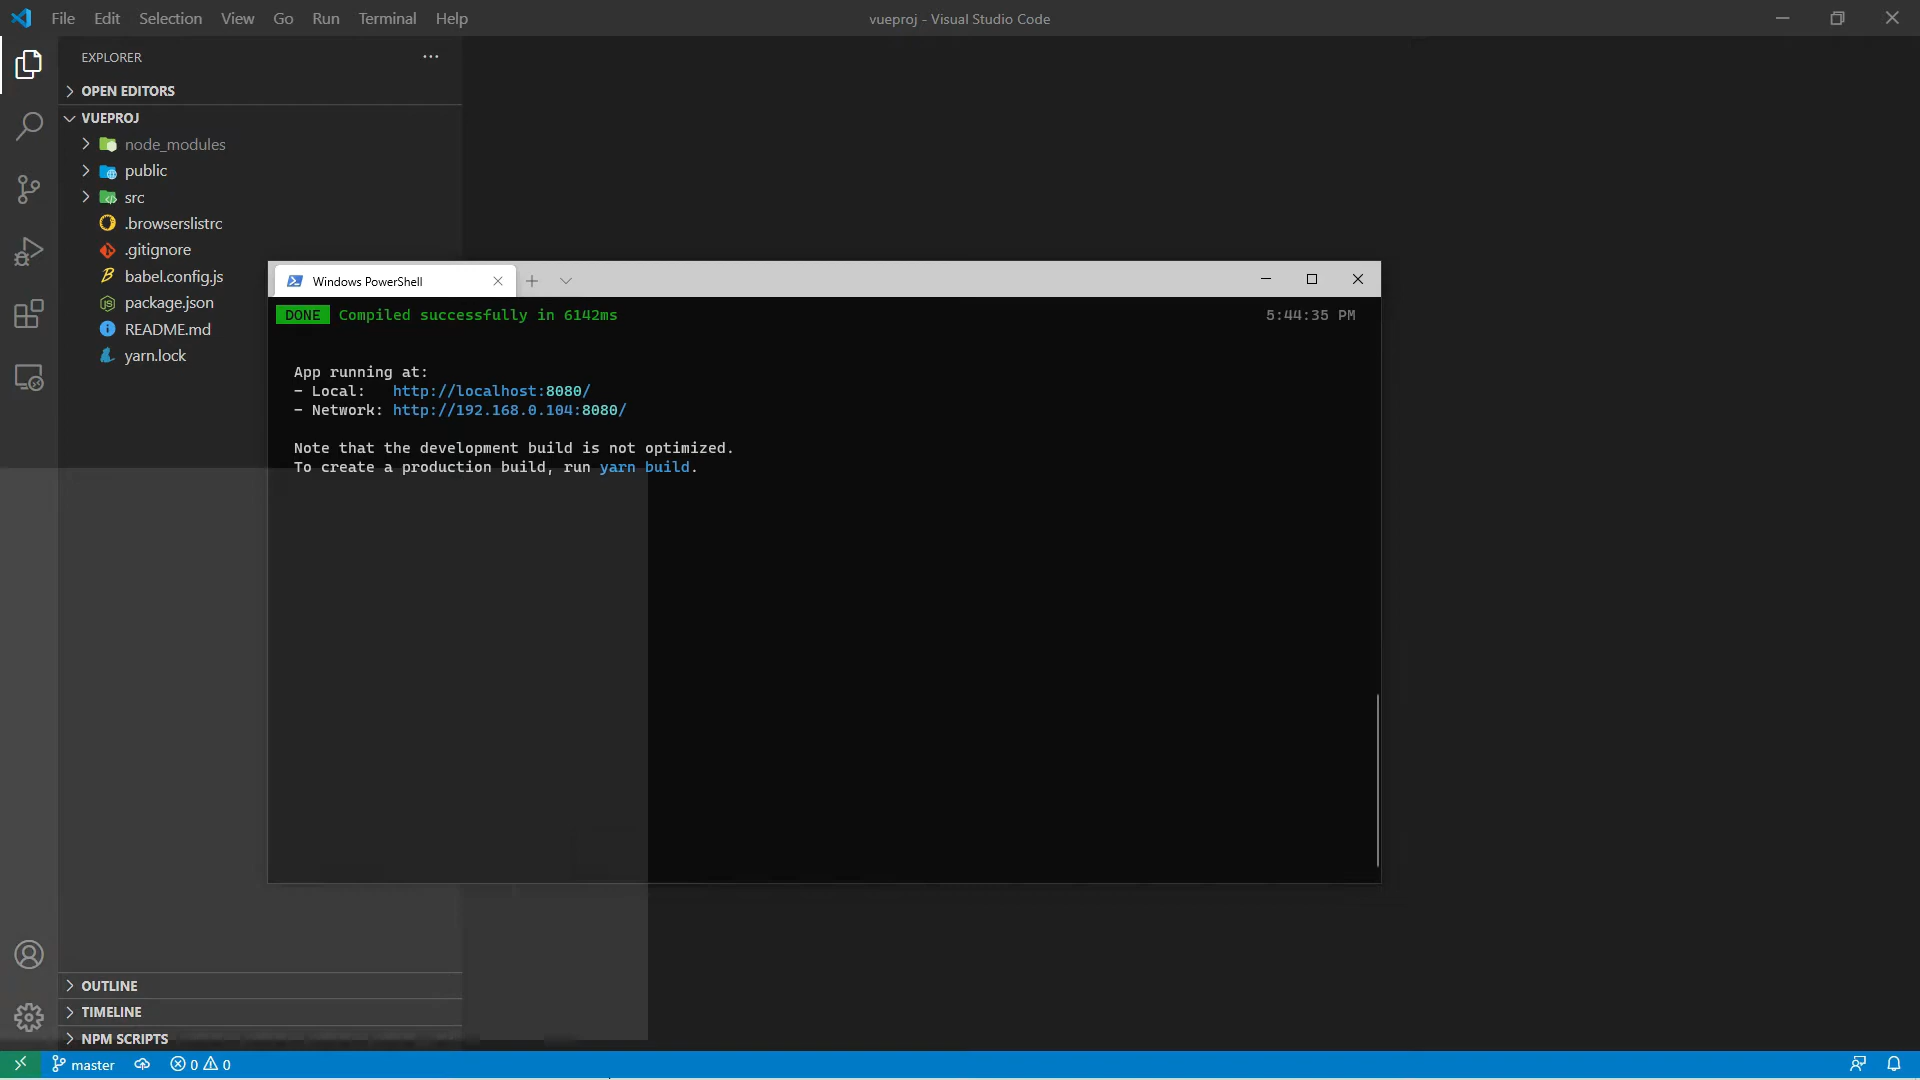 File Edit Selection View Go Run Terminal Help
vueproj - Visual Studio Code
EXPLORER
OPEN EDITORS
VUEPROJ
node_modules
public
src
.browserslistrc
.gitignore
babel.config.js
package.json
README.md
yarn.lock
Windows PowerShell
DONE Compiled successfully in 6142ms 5:44:35 PM
App running at:
- Local: http://localhost:8080/
- Network: http://192.168.0.104:8080/
Note that the development build is not optimized.
To create a production build, run yarn build.
OUTLINE
TIMELINE
NPM SCRIPTS
master 0 0